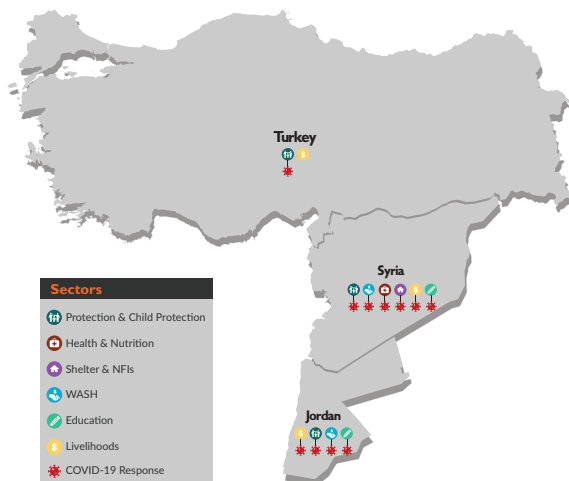 Turkey
Syria
Sectors
Protection & Child Protection
Health & Nutrition
Shelter & NFIs
WASH
Education
Livelihoods
COVID-19 Response
Jordan